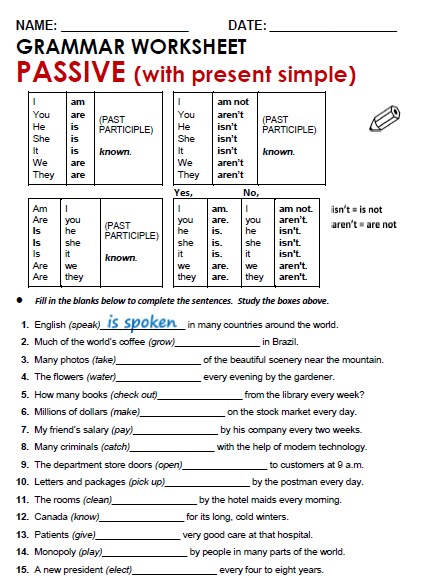 NAME: ________________ DATE: ________________
GRAMMAR WORKSHEET
PASSIVE (with present simple)
I am
You are
He is
She is
It is
We are
They are
(PAST PARTICIPLE)
known.
I am not
You aren't
He isn't
She isn't
It isn't
We aren't
They aren't
(PAST PARTICIPLE)
known.
Am I
Are you
Is he
Is she
Is it
Are we
Are they
(PAST PARTICIPLE)
known.
Yes, No,
I am. I am not.
you are. you aren't.
he is. he isn't.
she is. she isn't.
it is. it isn't.
we are. we aren't.
they are. they aren't.
isn't = is not
aren't = are not
● Fill in the blanks below to complete the sentences. Study the boxes above.
1. English (speak) is spoken in many countries around the world.
2. Much of the world's coffee (grow)________________ in Brazil.
3. Many photos (take)________________ of the beautiful scenery near the mountain.
4. The flowers (water)________________ every evening by the gardener.
5. How many books (check out)________________ from the library every week?
6. Millions of dollars (make)________________ on the stock market every day.
7. My friend's salary (pay)________________ by his company every two weeks.
8. Many criminals (catch)________________ with the help of modern technology.
9. The department store doors (open)________________ to customers at 9 a.m.
10. Letters and packages (pick up)________________ by the postman every day.
11. The rooms (clean)________________ by the hotel maids every morning.
12. Canada (know)________________ for its long, cold winters.
13. Patients (give)________________ very good care at that hospital.
14. Monopoly (play)________________ by people in many parts of the world.
15. A new president (elect)________________ every four to eight years.